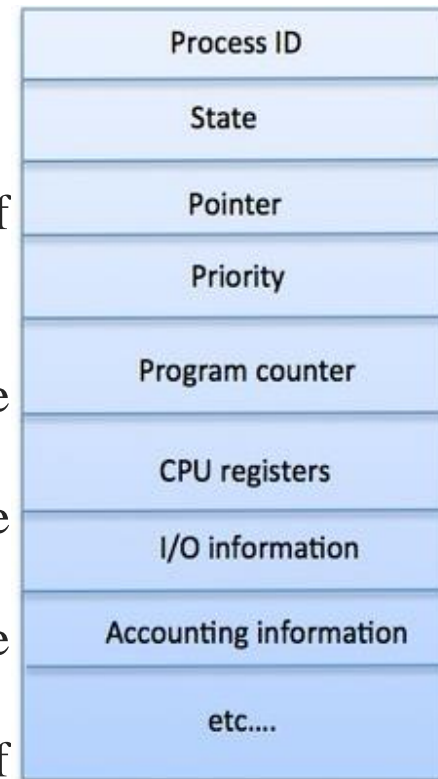 Process ID
State
Pointer
Priority
Program counter
CPU registers
I/O information
Accounting information
etc....